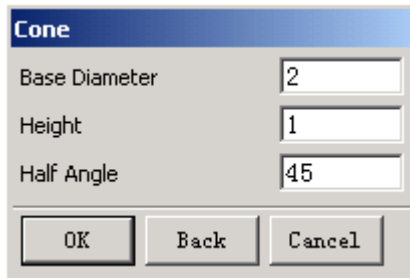 Cone
Base Diameter 2
Height 1
Half Angle 45
OK Back Cancel